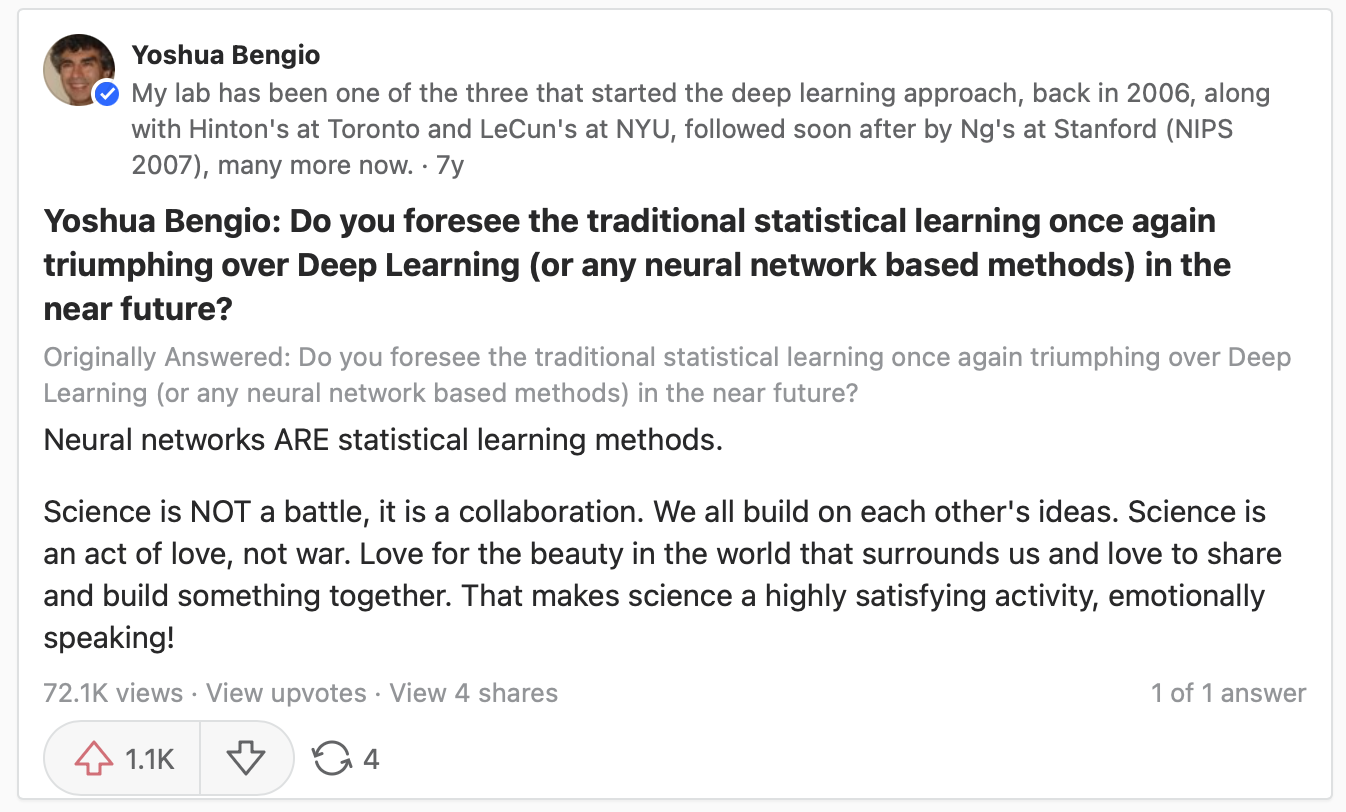 Yoshua Bengio
My lab has been one of the three that started the deep learning approach, back in 2006, along
with Hinton's at Toronto and LeCun's at NYU, followed soon after by Ng's at Stanford (NIPS
2007), many more now. · 7y
Yoshua Bengio: Do you foresee the traditional statistical learning once again
triumphing over Deep Learning (or any neural network based methods) in the
near future?
Originally Answered: Do you foresee the traditional statistical learning once again triumphing over Deep
Learning (or any neural network based methods) in the near future?
Neural networks ARE statistical learning methods.
Science is NOT a battle, it is a collaboration. We all build on each other's ideas. Science is
an act of love, not war. Love for the beauty in the world that surrounds us and love to share
and build something together. That makes science a highly satisfying activity, emotionally
speaking!
72.1K views · View upvotes · View 4 shares 1 of 1 answer
1.1K 4